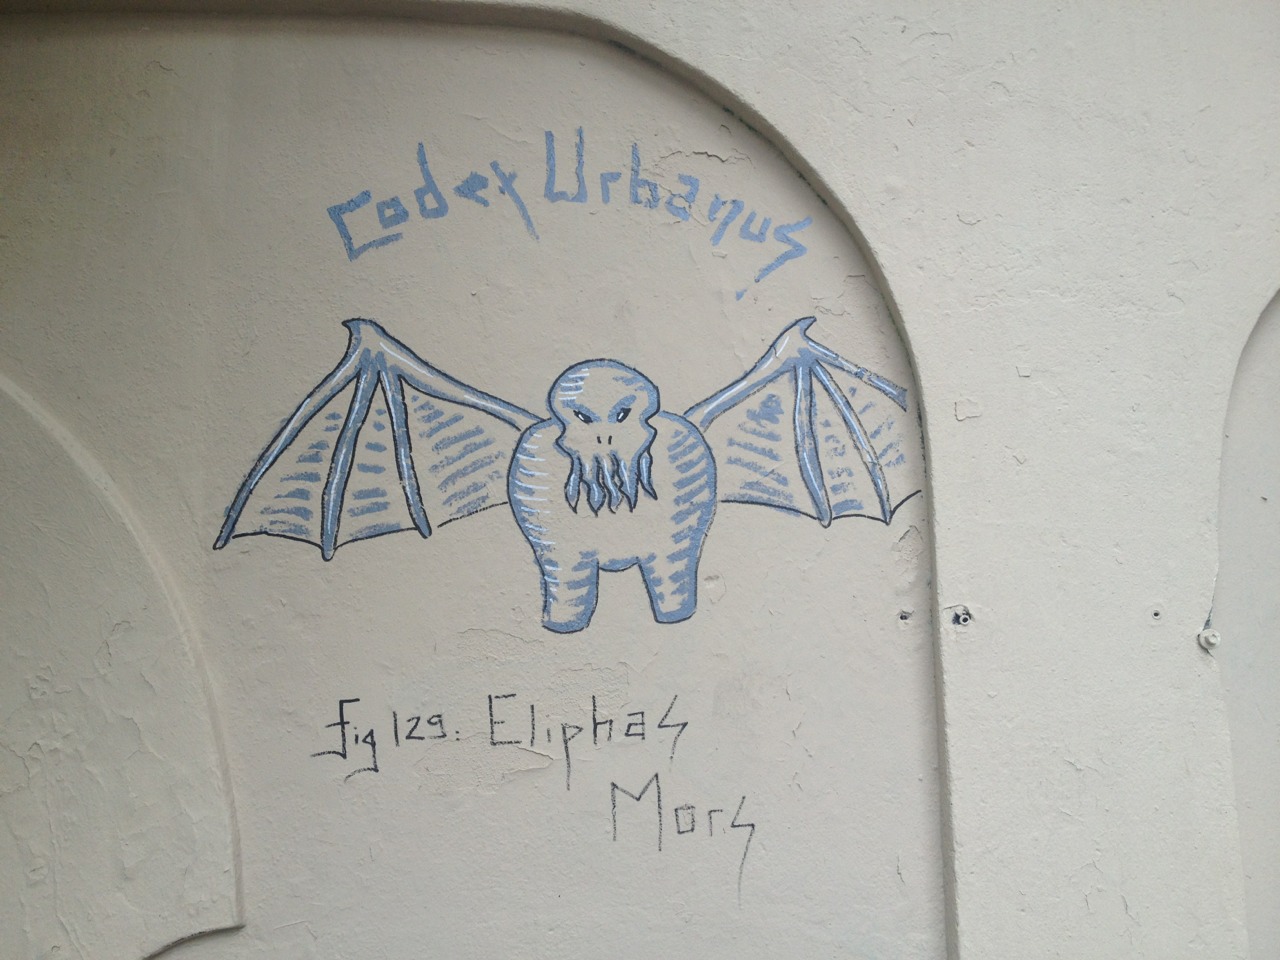 Codex Urbanus
fig 129: Eliphas
Mors